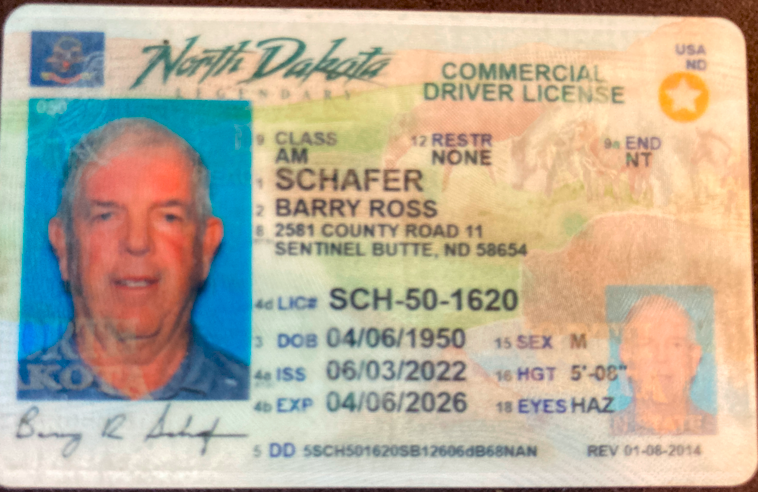 North Dakota
LEGENDARY
COMMERCIAL
DRIVER LICENSE
USA
ND
9 CLASS
AM
12 RESTR
NONE
9a END
NT
1 SCHAFER
2 BARRY ROSS
8 2581 COUNTY ROAD 11
SENTINEL BUTTE, ND 58654
4d LIC# SCH-50-1620
3 DOB 04/06/1950
15 SEX M
4a ISS 06/03/2022
16 HGT 5'-08"
4b EXP 04/06/2026
18 EYES HAZ
5 DD 5SCH501620SB12606dB68NAN
REV 01-08-2014